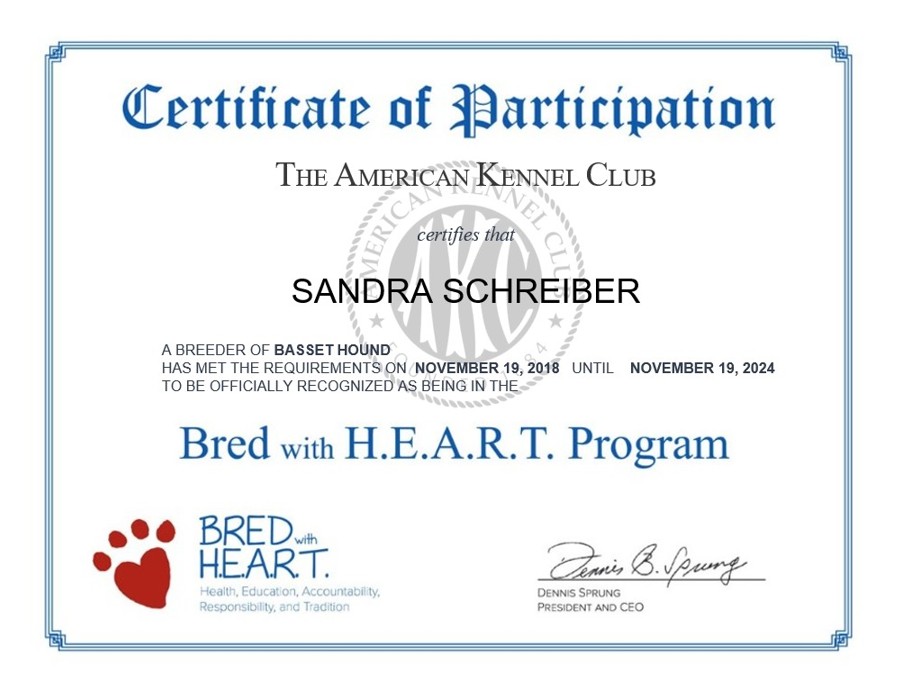 Certificate of Participation
THE AMERICAN KENNEL CLUB
certifies that
SANDRA SCHREIBER
A BREEDER OF BASSET HOUND
HAS MET THE REQUIREMENTS ON NOVEMBER 19, 2018 UNTIL NOVEMBER 19, 2024
TO BE OFFICIALLY RECOGNIZED AS BEING IN THE
Bred with H.E.A.R.T. Program
BRED with
H.E.A.R.T.
Health, Education, Accountability,
Responsibility, and Tradition
Dennis B. Sprung
DENNIS SPRUNG
PRESIDENT AND CEO
AMERICAN KENNEL CLUB
AKC